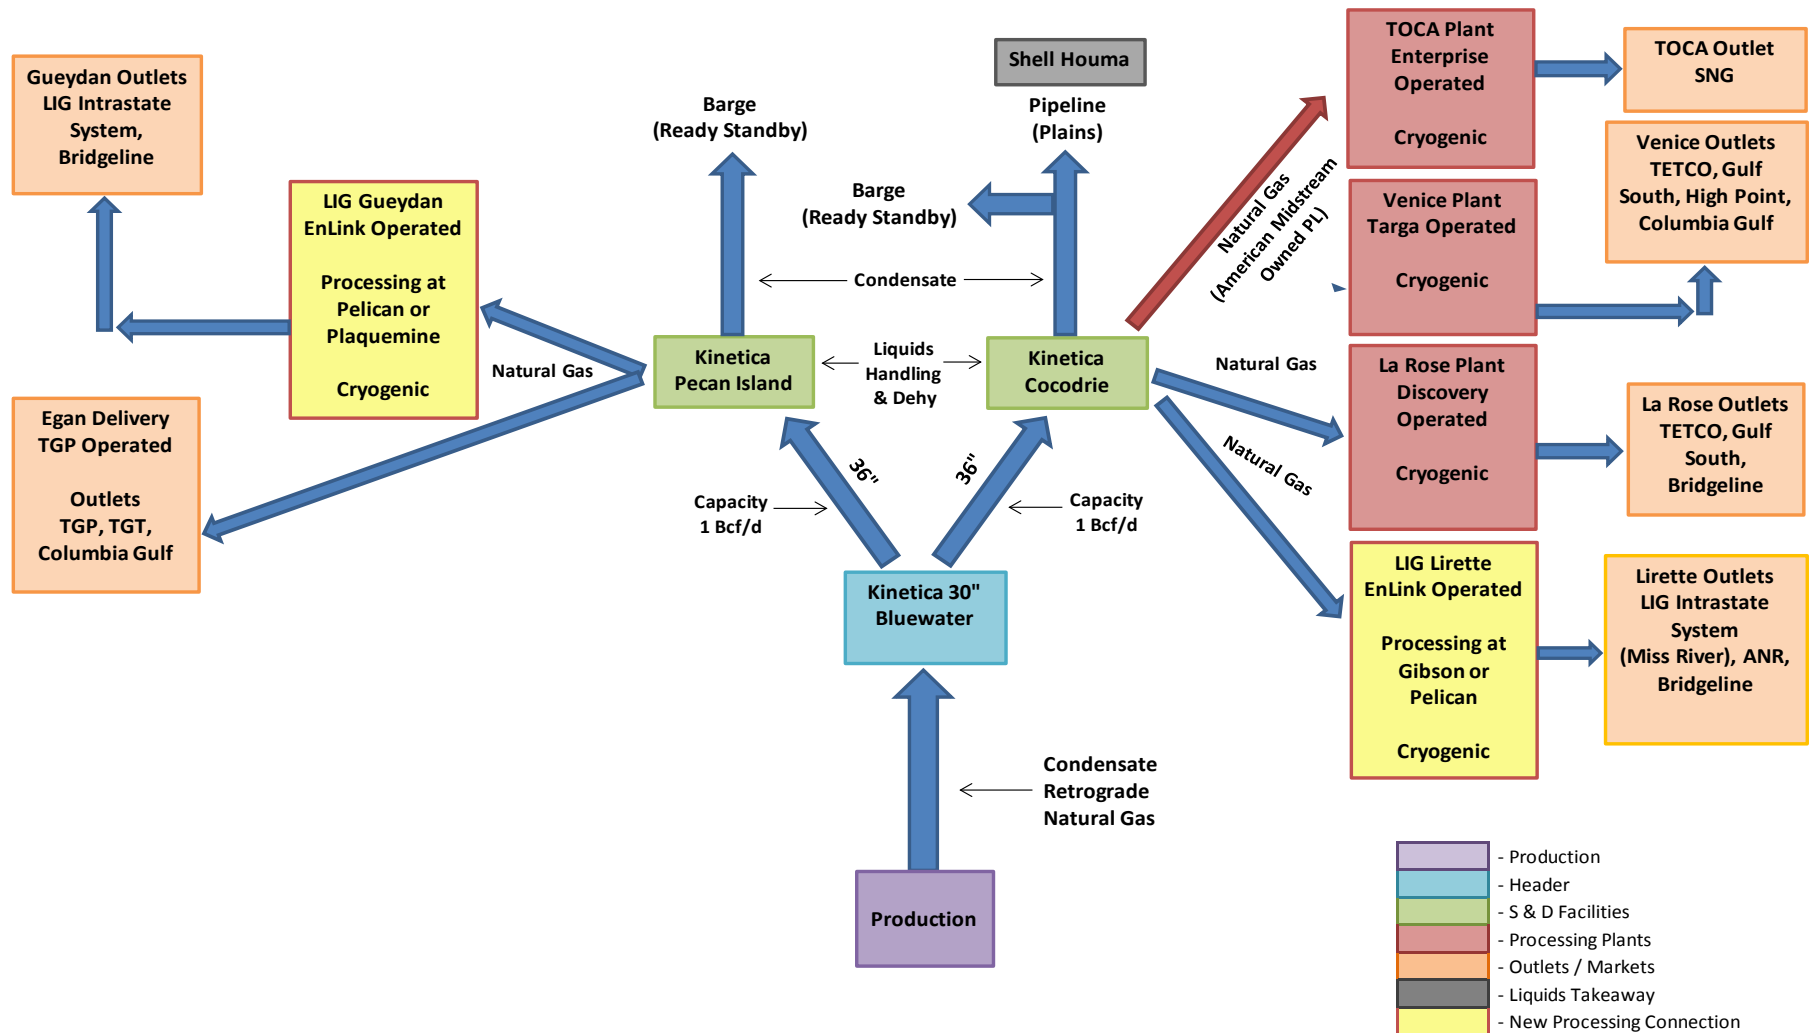 Gueydan Outlets
LIG Intrastate
System,
Bridgeline
LIG Gueydan
EnLink Operated
Processing at
Pelican or
Plaquemine
Cryogenic
Egan Delivery
TGP Operated
Outlets
TGP, TGT,
Columbia Gulf
Natural Gas
Barge
(Ready Standby)
Shell Houma
Pipeline
(Plains)
Barge
(Ready Standby)
Condensate
Kinetica
Pecan Island
Liquids
Handling
& Dehy
Kinetica
Cocodrie
36"
36"
Capacity
1 Bcf/d
Capacity
1 Bcf/d
Kinetica 30"
Bluewater
Condensate
Retrograde
Natural Gas
Production
Natural Gas
(American Midstream
Owned PL)
Natural Gas
Natural Gas
TOCA Plant
Enterprise
Operated
Cryogenic
TOCA Outlet
SNG
Venice Plant
Targa Operated
Cryogenic
Venice Outlets
TETCO, Gulf
South, High Point,
Columbia Gulf
La Rose Plant
Discovery
Operated
Cryogenic
La Rose Outlets
TETCO, Gulf
South,
Bridgeline
LIG Lirette
EnLink Operated
Processing at
Gibson or
Pelican
Cryogenic
Lirette Outlets
LIG Intrastate
System
(Miss River), ANR,
Bridgeline
- Production
- Header
- S & D Facilities
- Processing Plants
- Outlets / Markets
- Liquids Takeaway
- New Processing Connection